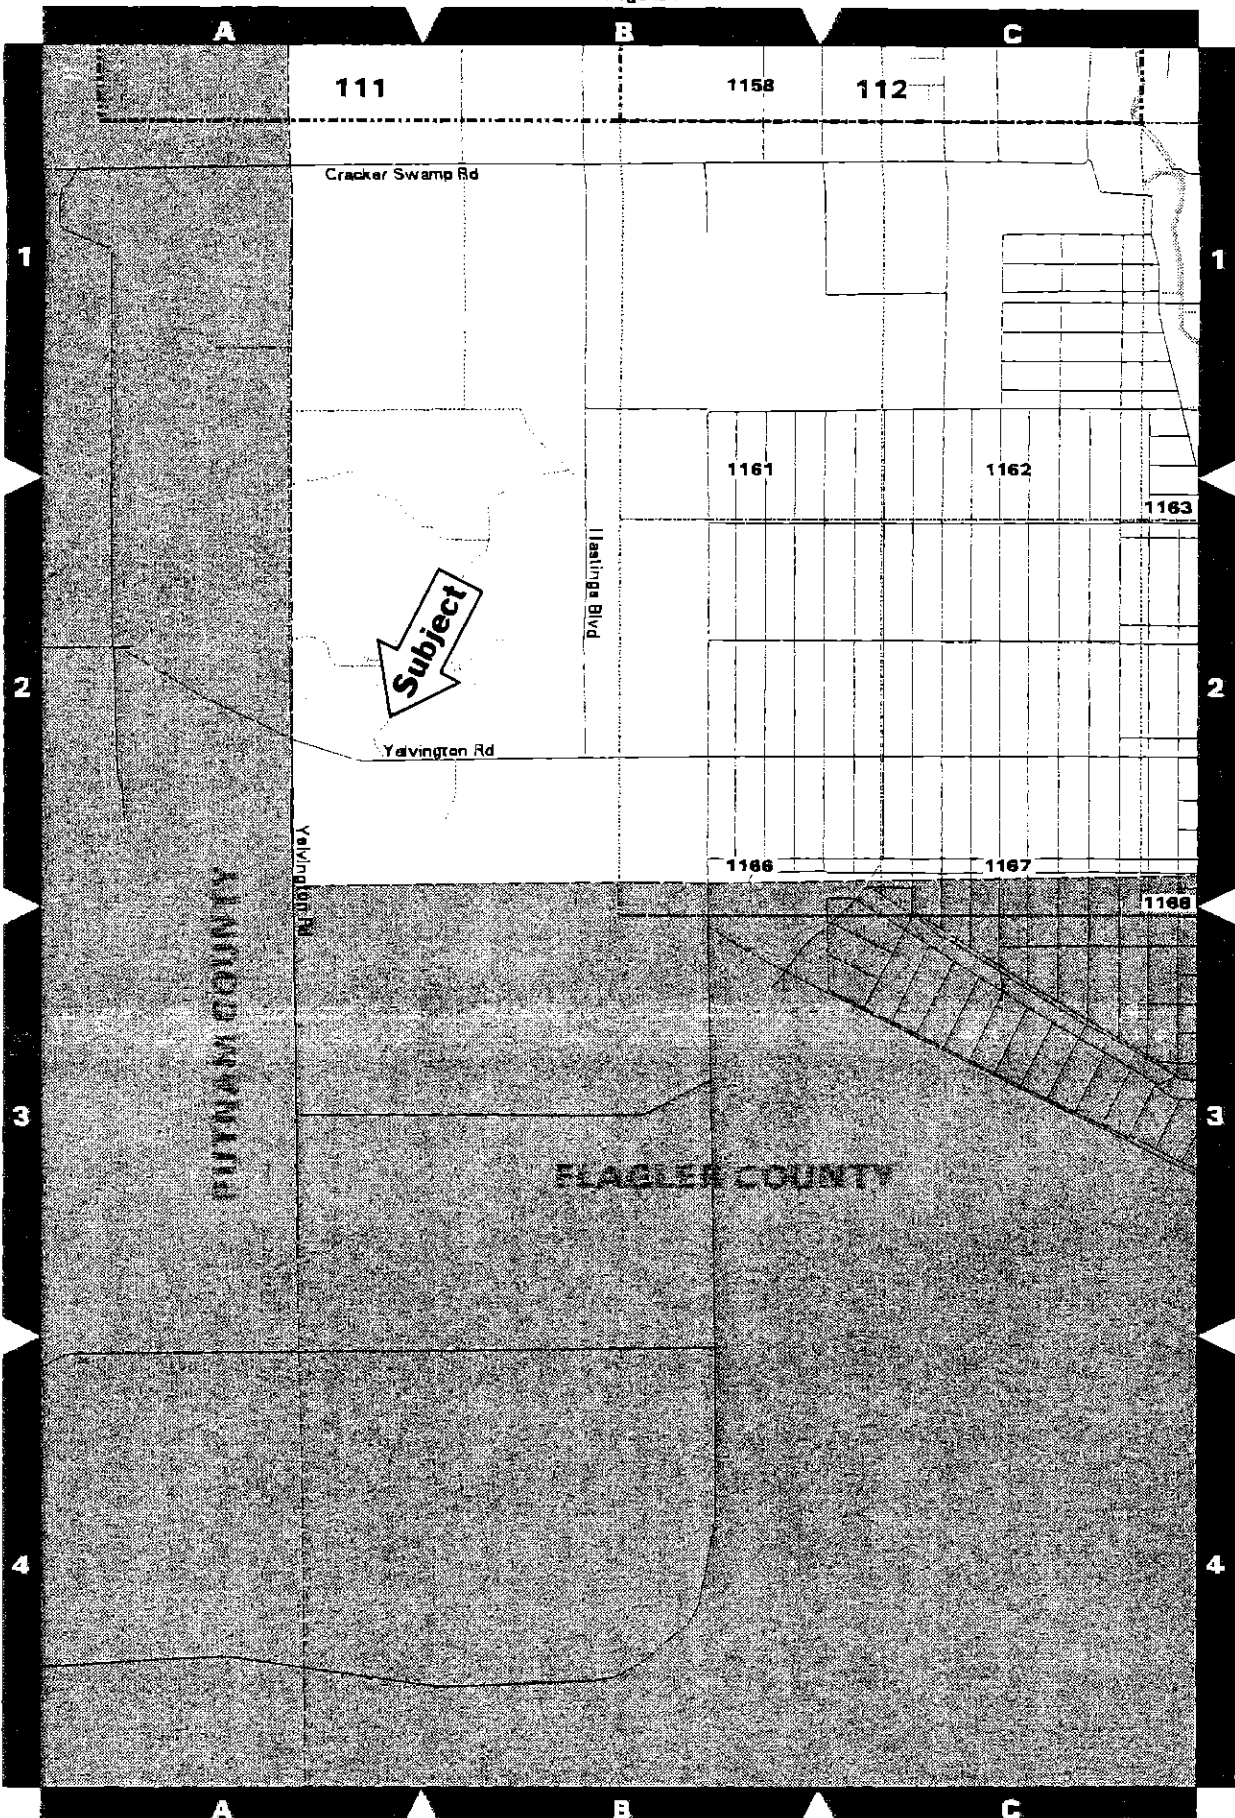 A B C
111 1158 112
Cracker Swamp Rd
1 1
1161 1162
1163
Hastings Blvd
Subject
2 2
Yelvington Rd
Yelvington Rd
1166 1167
1168
PUTNAM COUNTY
3 3
FLAGLER COUNTY
4 4
A B C